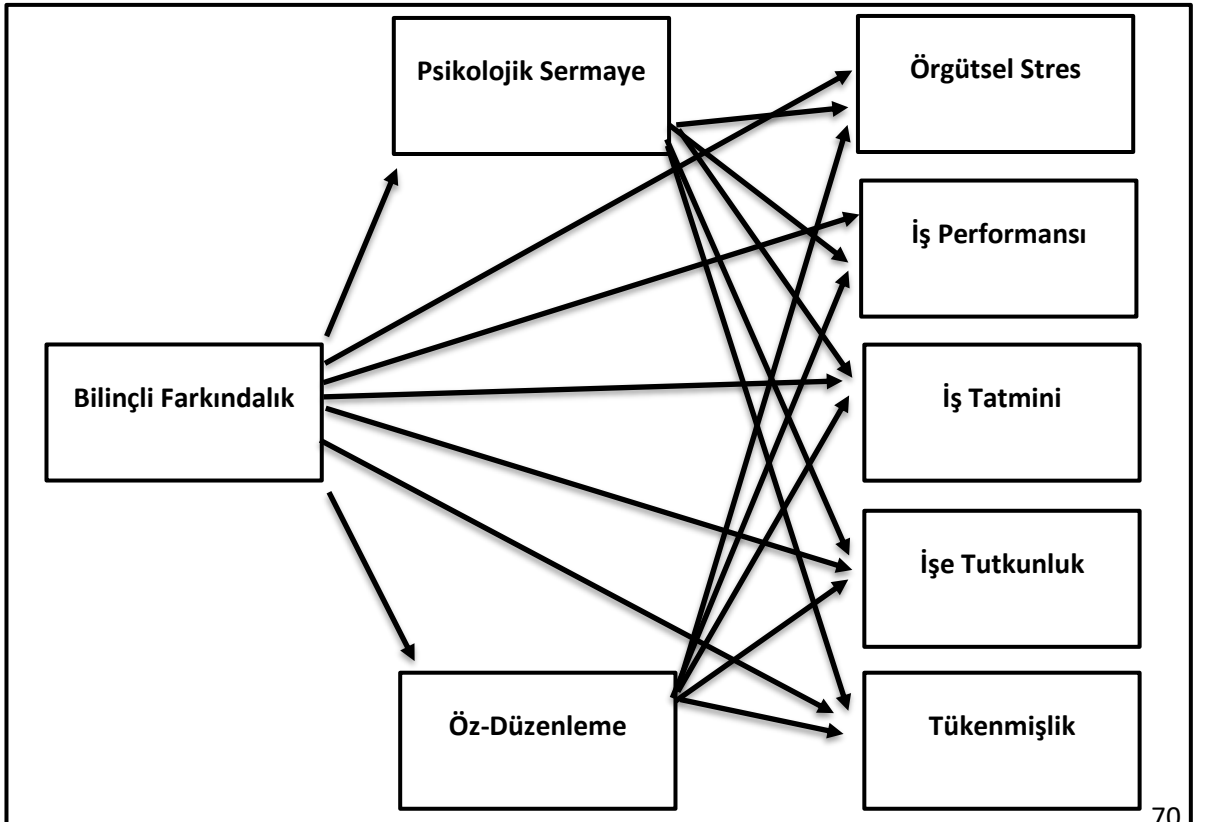 Psikolojik Sermaye
Örgütsel Stres
İş Performansı
Bilinçli Farkındalık
İş Tatmini
İşe Tutkunluk
Öz-Düzenleme
Tükenmişlik
70